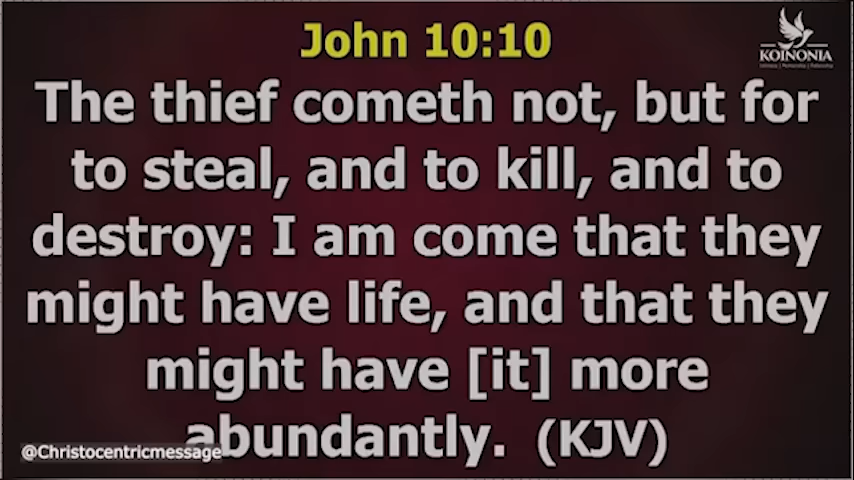 John 10:10
KOINONIA
The thief cometh not, but for
to steal, and to kill, and to
destroy: I am come that they
might have life, and that they
might have [it] more
abundantly. (KJV)
@Christocentricmessage